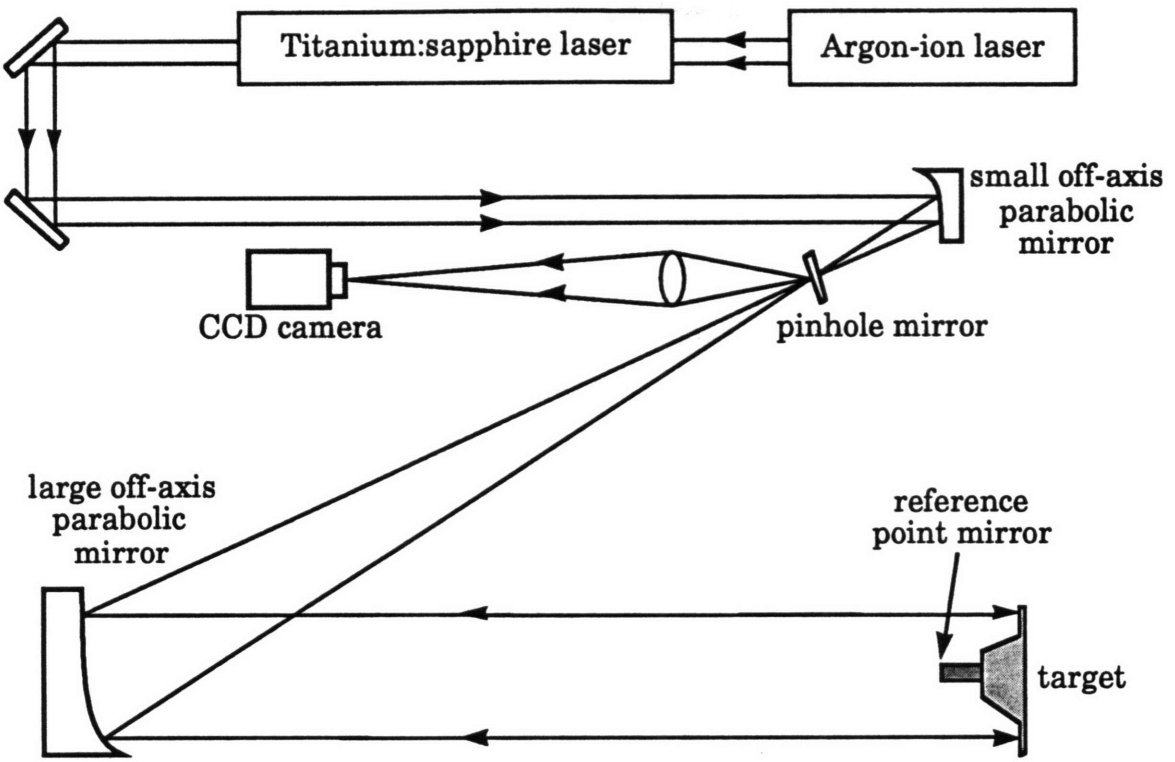 Titanium:sapphire laser
Argon-ion laser
small off-axis
parabolic
mirror
CCD camera
pinhole mirror
large off-axis
parabolic
mirror
reference
point mirror
target